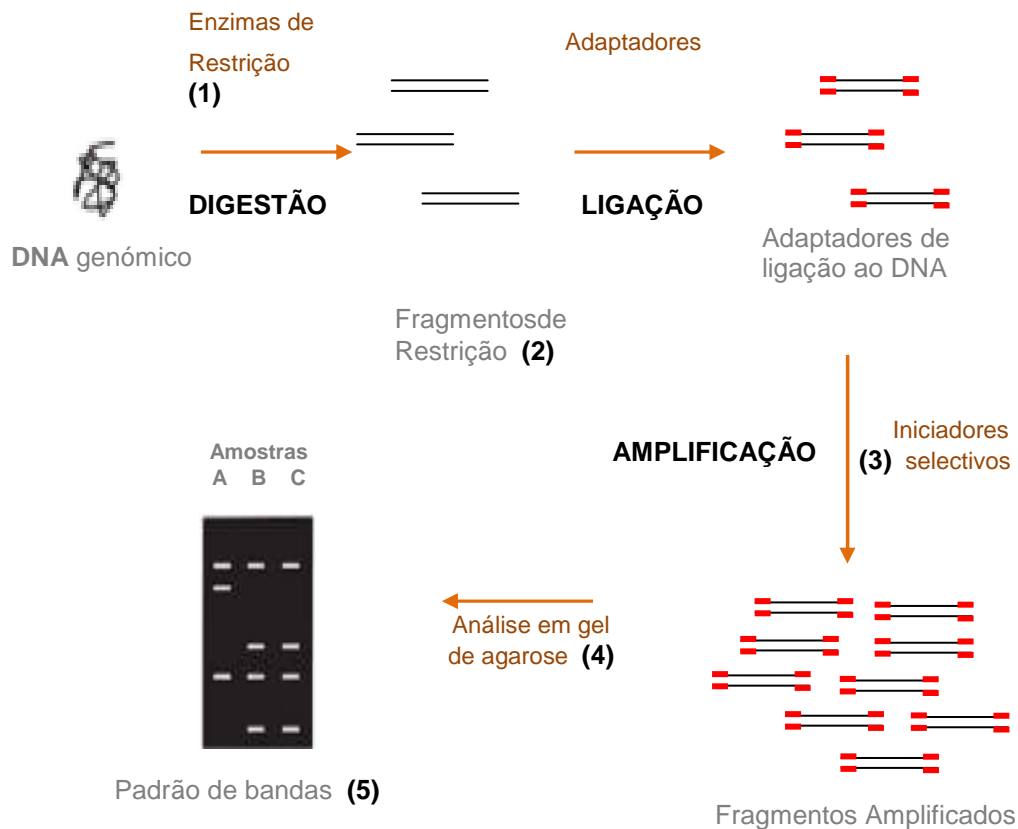 Enzimas de
Restrição
(1)
Adaptadores
DIGESTÃO
LIGAÇÃO
DNA genómico
Adaptadores de
ligação ao DNA
Fragmentosde
Restrição (2)
AMPLIFICAÇÃO
(3)
Iniciadores
selectivos
Amostras
A B C
Análise em gel
de agarose (4)
Padrão de bandas (5)
Fragmentos Amplificados